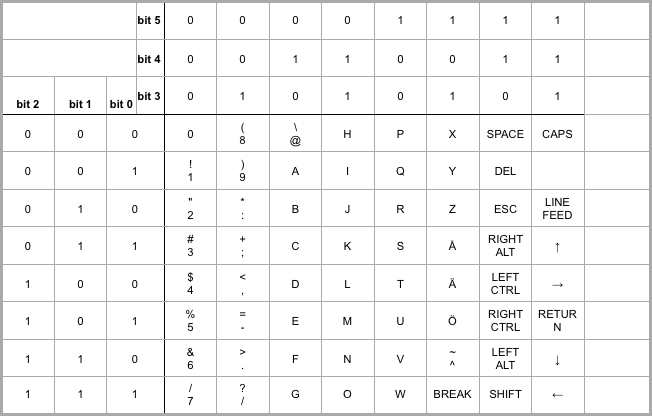 bit 5 0 0 0 0 1 1 1 1
bit 4 0 0 1 1 0 0 1 1
bit 2 bit 1 bit 0 bit 3 0 1 0 1 0 1 0 1
0 0 0 0 ( 8 \ @ H P X SPACE CAPS
0 0 1 ! 1 ) 9 A I Q Y DEL
0 1 0 " 2 * : B J R Z ESC LINE FEED
0 1 1 # 3 + ; C K S Å RIGHT ALT ↑
1 0 0 $ 4 < , D L T Ä LEFT CTRL →
1 0 1 % 5 = - E M U Ö RIGHT CTRL RETURN
1 1 0 & 6 > . F N V ~ ^ LEFT ALT ↓
1 1 1 / 7 ? / G O W BREAK SHIFT ←